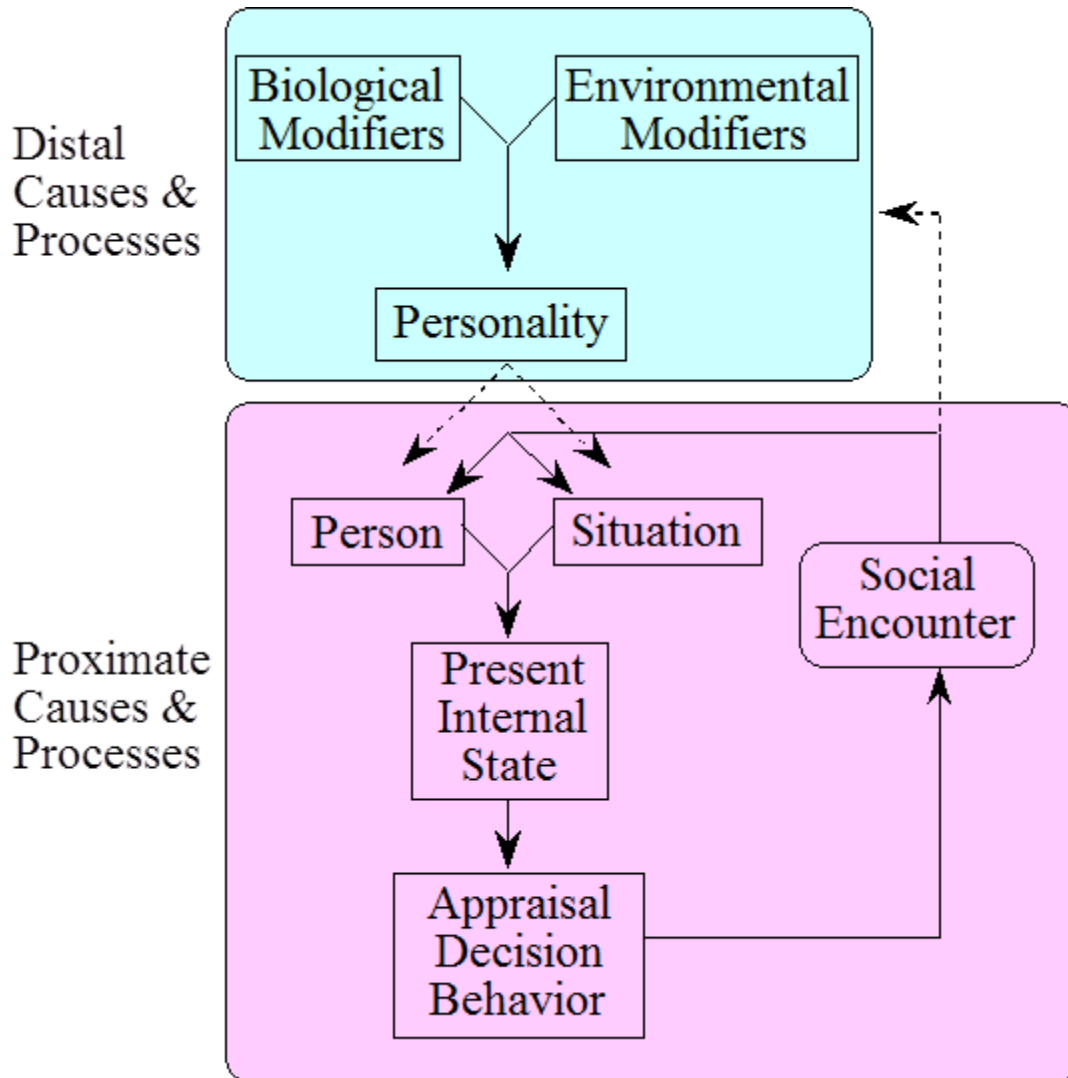 Biological
Modifiers
Environmental
Modifiers
Distal
Causes &
Processes
Personality
Person
Situation
Social
Encounter
Proximate
Causes &
Processes
Present
Internal
State
Appraisal
Decision
Behavior